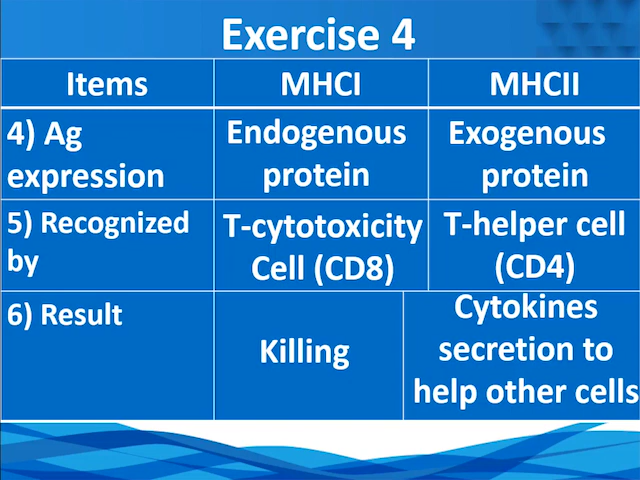 Exercise 4
Items MHCI MHCII
4) Ag
expression
Endogenous
protein
Exogenous
protein
5) Recognized
by
T-cytotoxicity
Cell (CD8)
T-helper cell
(CD4)
6) Result
Killing
Cytokines
secretion to
help other cells